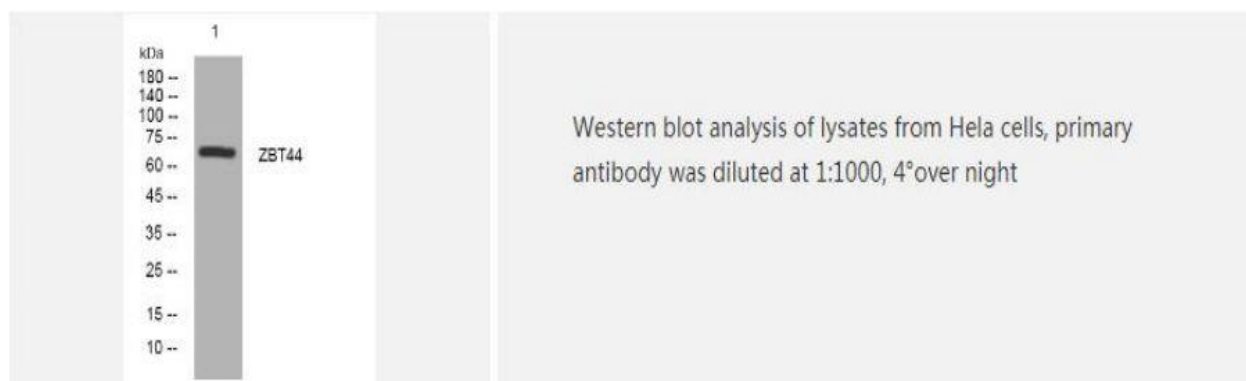 1
kDa
180 --
140 --
100 --
75 --
ZBT44
60 --
45 --
35 --
25 --
15 --
10 --
Western blot analysis of lysates from Hela cells, primary
antibody was diluted at 1:1000, 4°over night